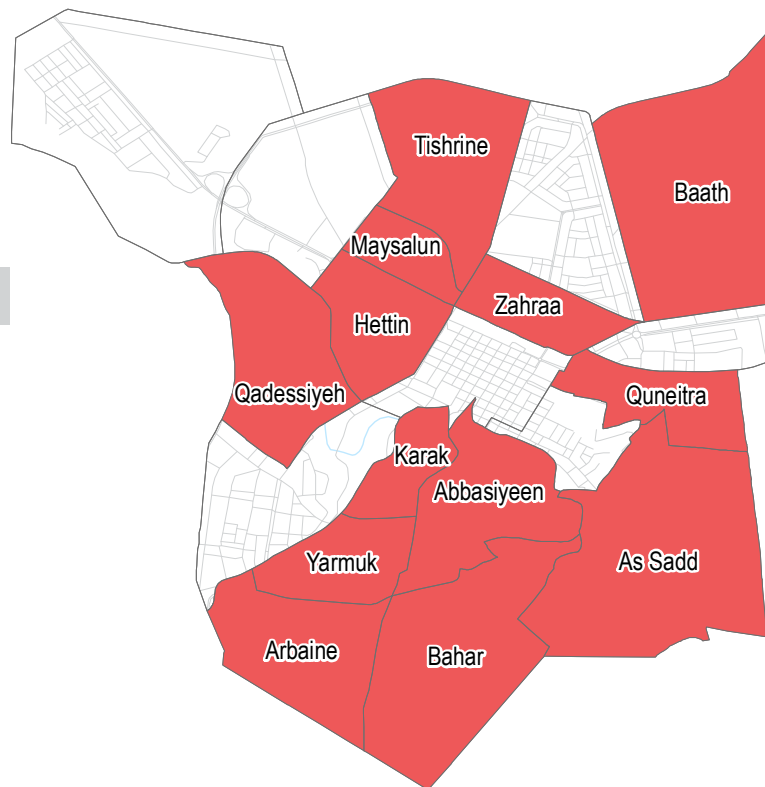 Tishrine
Baath
Maysalun
Zahraa
Hettin
Qadessiyeh
Quneitra
Karak
Abbasiyeen
Yarmuk
As Sadd
Arbaine
Bahar